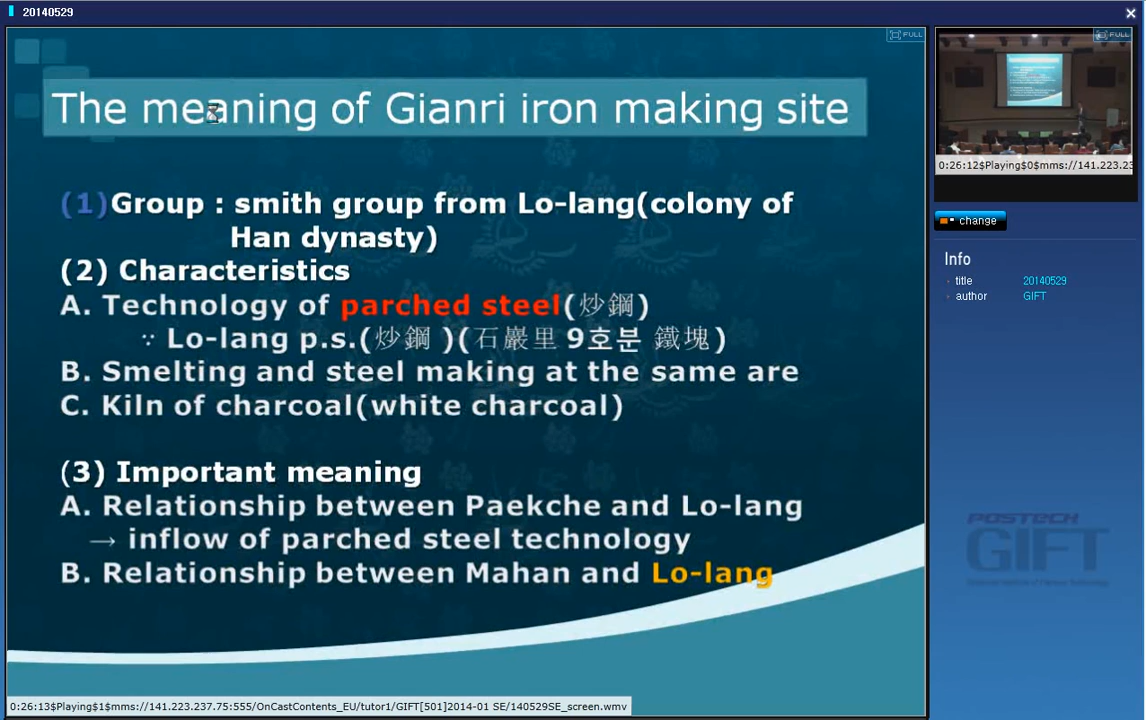 20140529
FULL
The meaning of Gianri iron making site
(1)Group : smith group from Lo-lang(colony of
Han dynasty)
(2) Characteristics
A. Technology of parched steel(炒鋼)
∵ Lo-lang p.s.(炒鋼 )(石巖里 9호분 鐵塊)
B. Smelting and steel making at the same are
C. Kiln of charcoal(white charcoal)
(3) Important meaning
A. Relationship between Paekche and Lo-lang
→ inflow of parched steel technology
B. Relationship between Mahan and Lo-lang
0:26:13$Playing$1$mms://141.223.237.75:555/OnCastContents_EU/tutor1/GIFT[501]2014-01 SE/140529SE_screen.wmv
FULL
0:26:12$Playing$0$mms://141.223.23
change
Info
title 20140529
author GIFT
POSTECH
GIFT